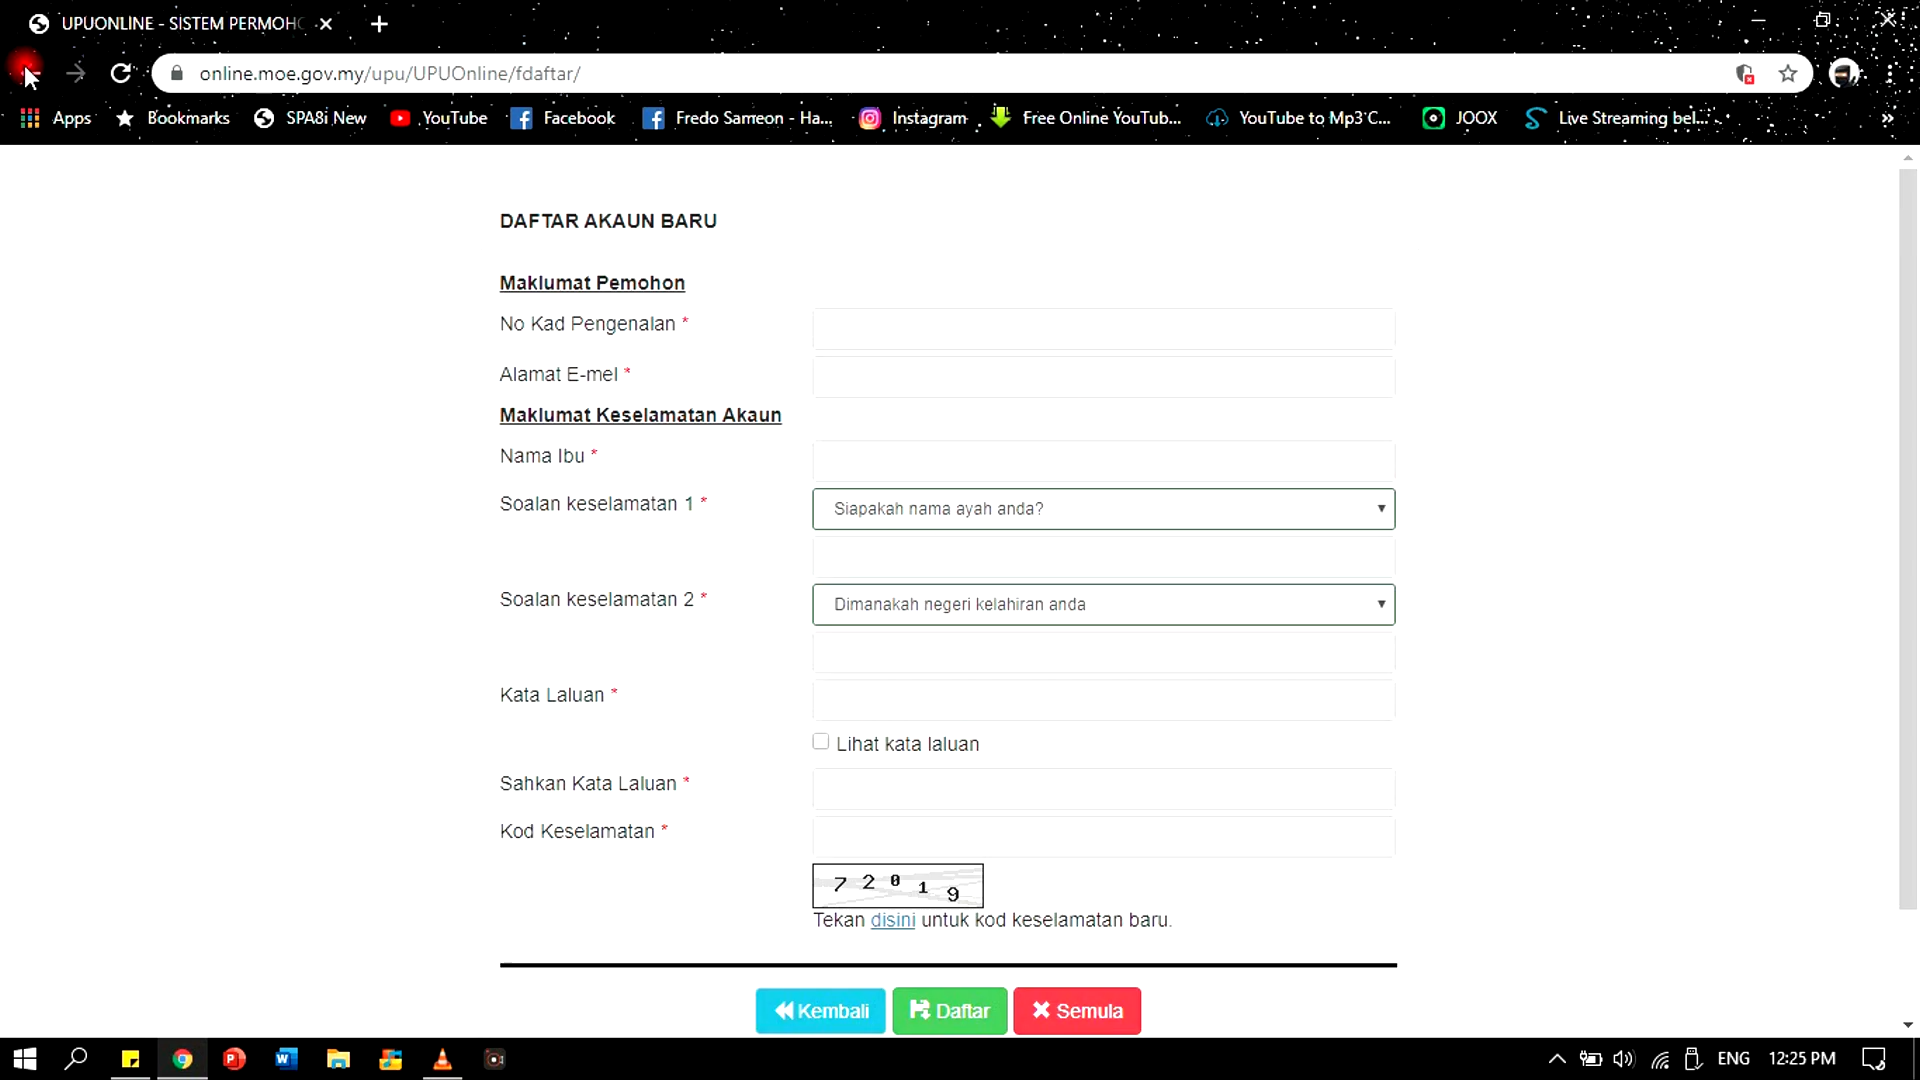 UPUONLINE - SISTEM PERMOHO
online.moe.gov.my/upu/UPUOnline/fdaftar/
Apps Bookmarks SPA8i New YouTube Facebook Fredo Sameon - Ha... Instagram Free Online YouTub... YouTube to Mp3 C... JOOX Live Streaming bel... »
DAFTAR AKAUN BARU
Maklumat Pemohon
No Kad Pengenalan *
Alamat E-mel *
Maklumat Keselamatan Akaun
Nama Ibu *
Soalan keselamatan 1 * Siapakah nama ayah anda?
Soalan keselamatan 2 * Dimanakah negeri kelahiran anda
Kata Laluan *
Lihat kata laluan
Sahkan Kata Laluan *
Kod Keselamatan *
7 2 0 1 9
Tekan disini untuk kod keselamatan baru.
Kembali Daftar Semula
ENG 12:25 PM